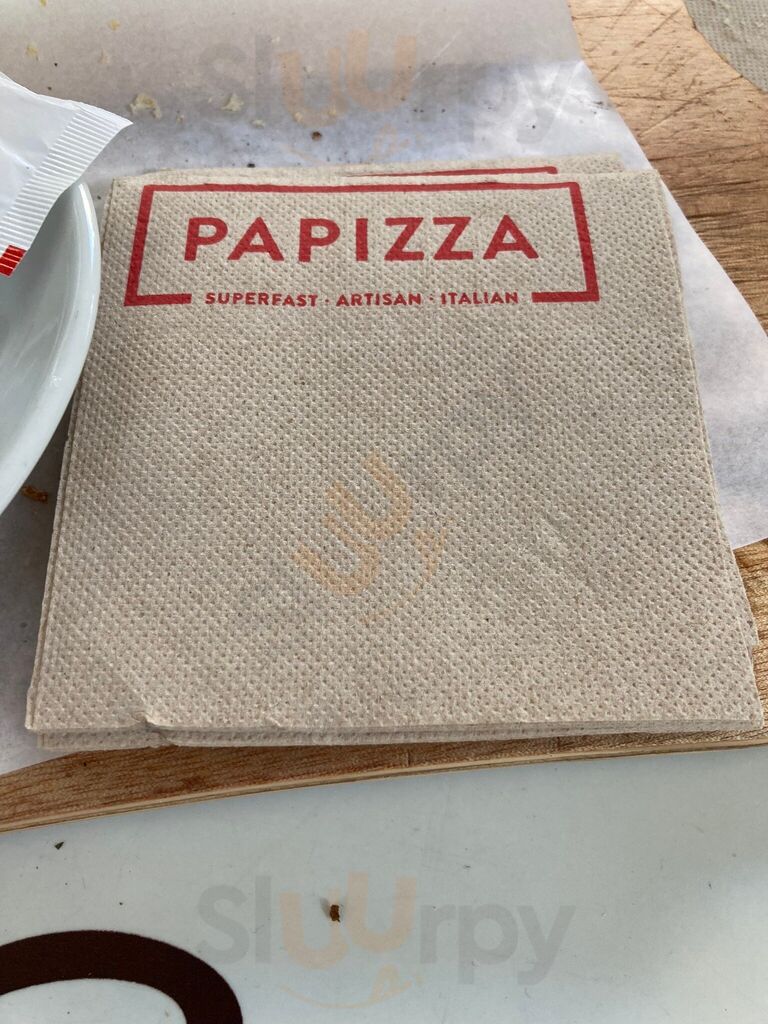 Sluurpy
PAPIZZA
SUPERFAST · ARTISAN · ITALIAN
Sluurpy